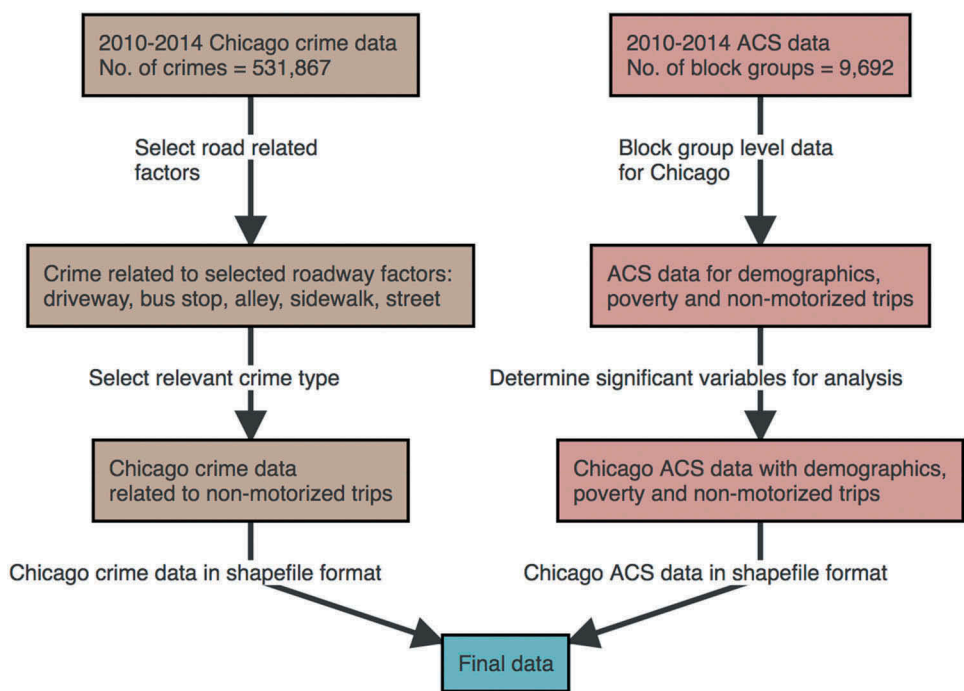 2010-2014 Chicago crime data
No. of crimes = 531,867
2010-2014 ACS data
No. of block groups = 9,692
Select road related
factors
Block group level data
for Chicago
Crime related to selected roadway factors:
driveway, bus stop, alley, sidewalk, street
ACS data for demographics,
poverty and non-motorized trips
Select relevant crime type
Determine significant variables for analysis
Chicago crime data
related to non-motorized trips
Chicago ACS data with demographics,
poverty and non-motorized trips
Chicago crime data in shapefile format
Chicago ACS data in shapefile format
Final data